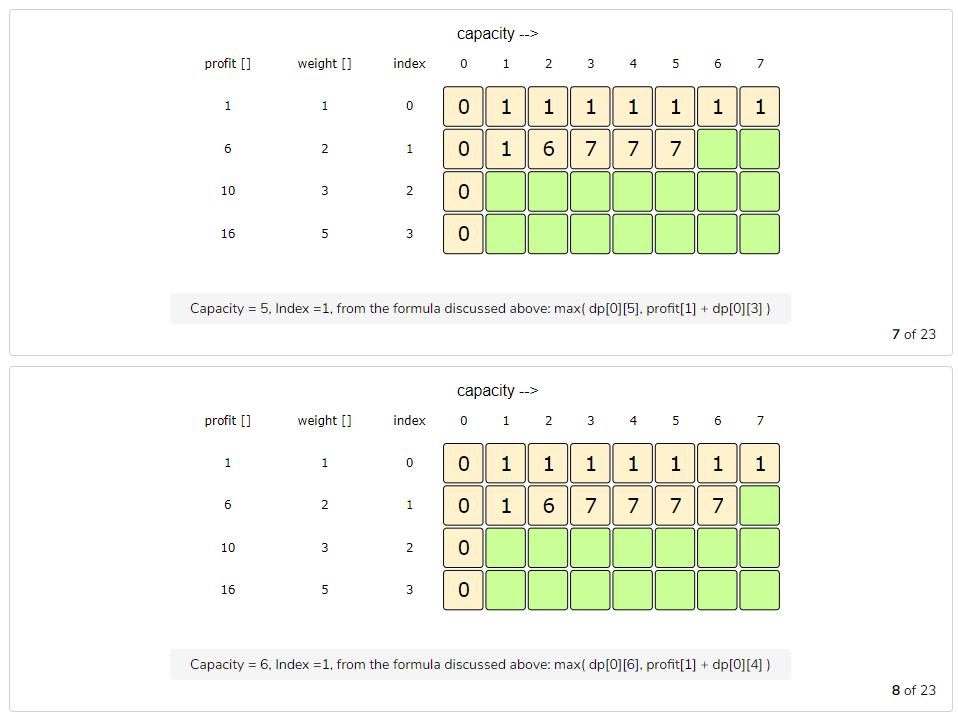 capacity -->
profit [] weight [] index 0 1 2 3 4 5 6 7
1 1 0 0 1 1 1 1 1 1 1
6 2 1 0 1 6 7 7 7
10 3 2 0
16 5 3 0
Capacity = 5, Index =1, from the formula discussed above: max( dp[0][5], profit[1] + dp[0][3] )
7 of 23
capacity -->
profit [] weight [] index 0 1 2 3 4 5 6 7
1 1 0 0 1 1 1 1 1 1 1
6 2 1 0 1 6 7 7 7 7
10 3 2 0
16 5 3 0
Capacity = 6, Index =1, from the formula discussed above: max( dp[0][6], profit[1] + dp[0][4] )
8 of 23